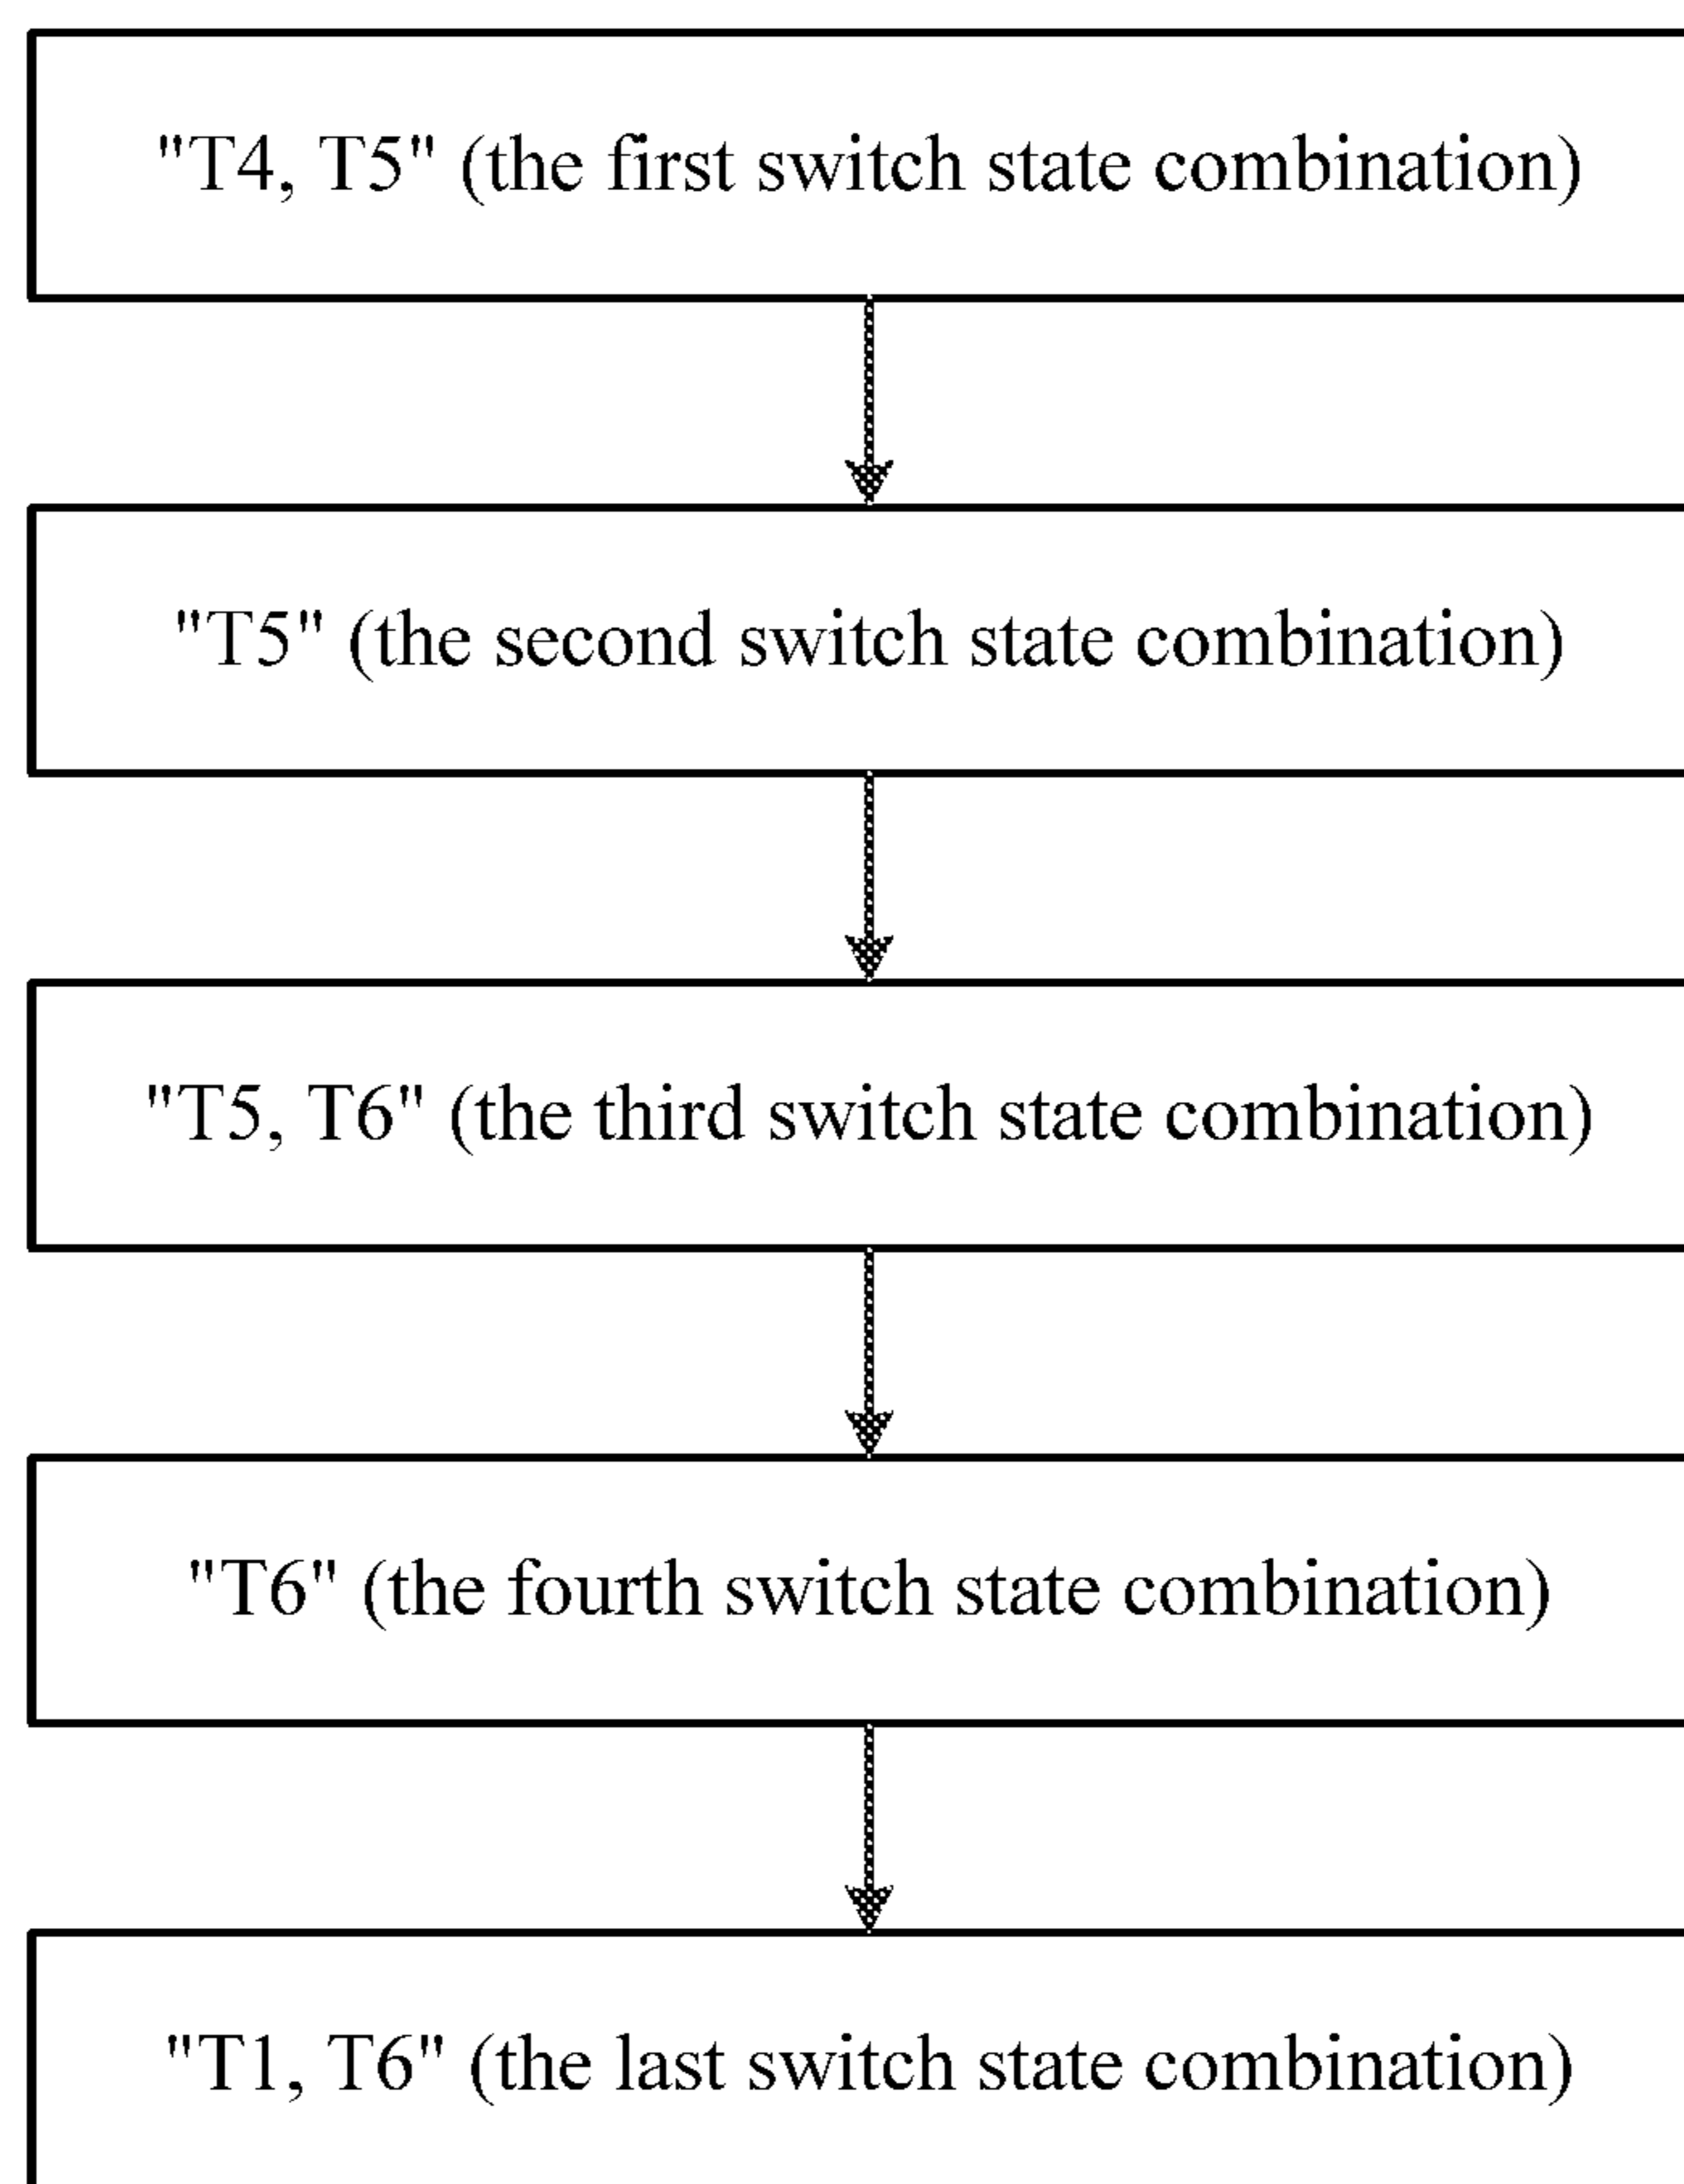 "T4, T5" (the first switch state combination)
"T5" (the second switch state combination)
"T5, T6" (the third switch state combination)
"T6" (the fourth switch state combination)
"T1, T6" (the last switch state combination)